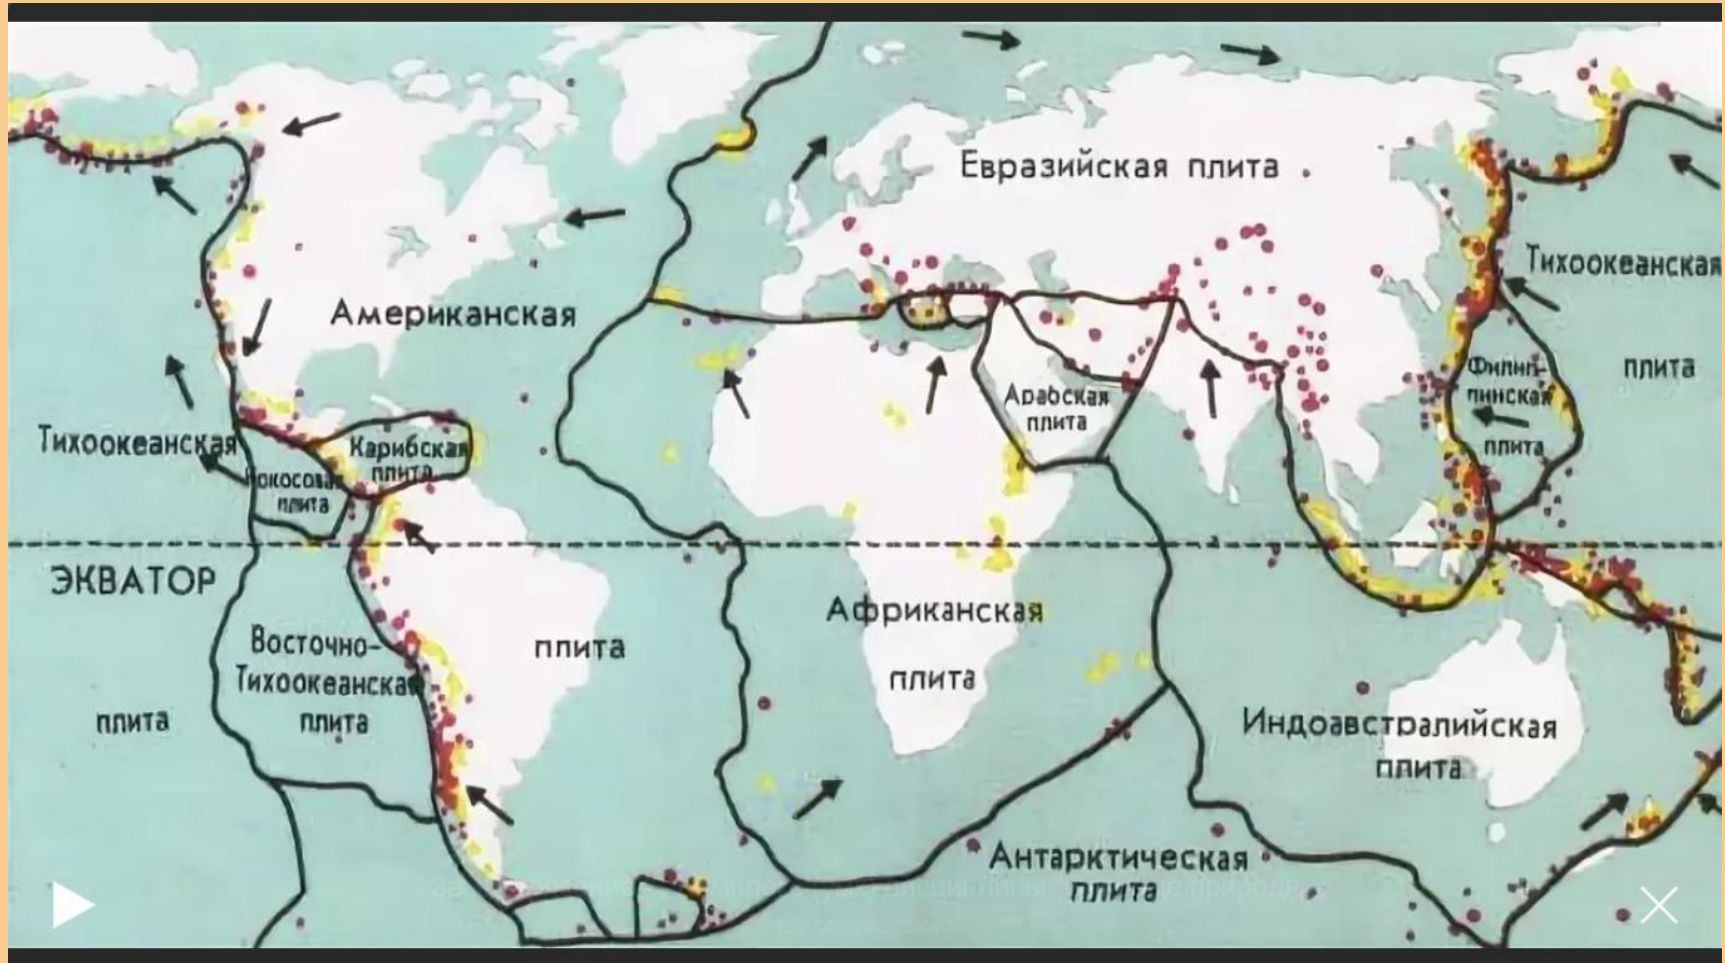 Евразийская плита
Тихоокеанская
плита
Американская
Филип-
пинская
плита
Арабская
плита
Тихоокеанская
Карибская
плита
Кокосовая
плита
ЭКВАТОР
Африканская
плита
Восточно-
Тихоокеанская
плита
плита
плита
Индоавстралийская
плита
Антарктическая
плита